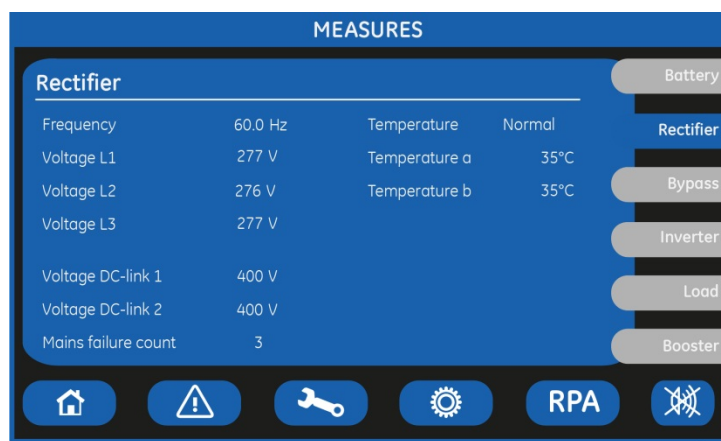 MEASURES
Rectifier
Frequency 60.0 Hz Temperature Normal
Voltage L1 277 V Temperature a 35°C
Voltage L2 276 V Temperature b 35°C
Voltage L3 277 V
Voltage DC-link 1 400 V
Voltage DC-link 2 400 V
Mains failure count 3
Battery
Rectifier
Bypass
Inverter
Load
Booster
RPA